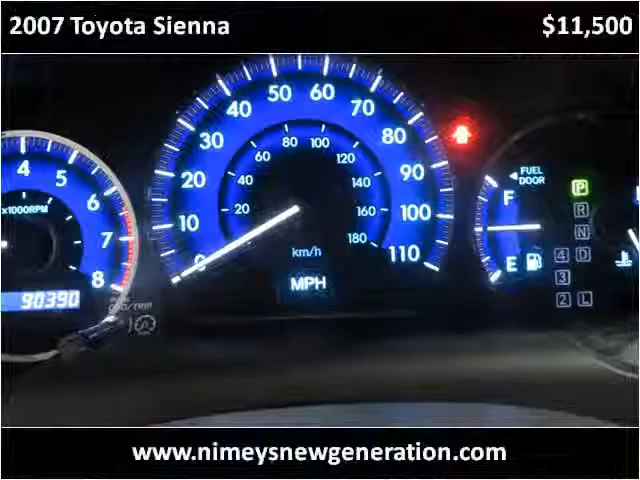 2007 Toyota Sienna $11,500
4 5 6 7 8
x1000RPM
90390
ODO/TRIP
0 10 20 30 40 50 60 70 80 90 100 110
20 40 60 80 100 120 140 160 180
km/h
MPH
FUEL
DOOR
F
E
P
R
N
4 D
3
2 L
www.nimeysnewgeneration.com